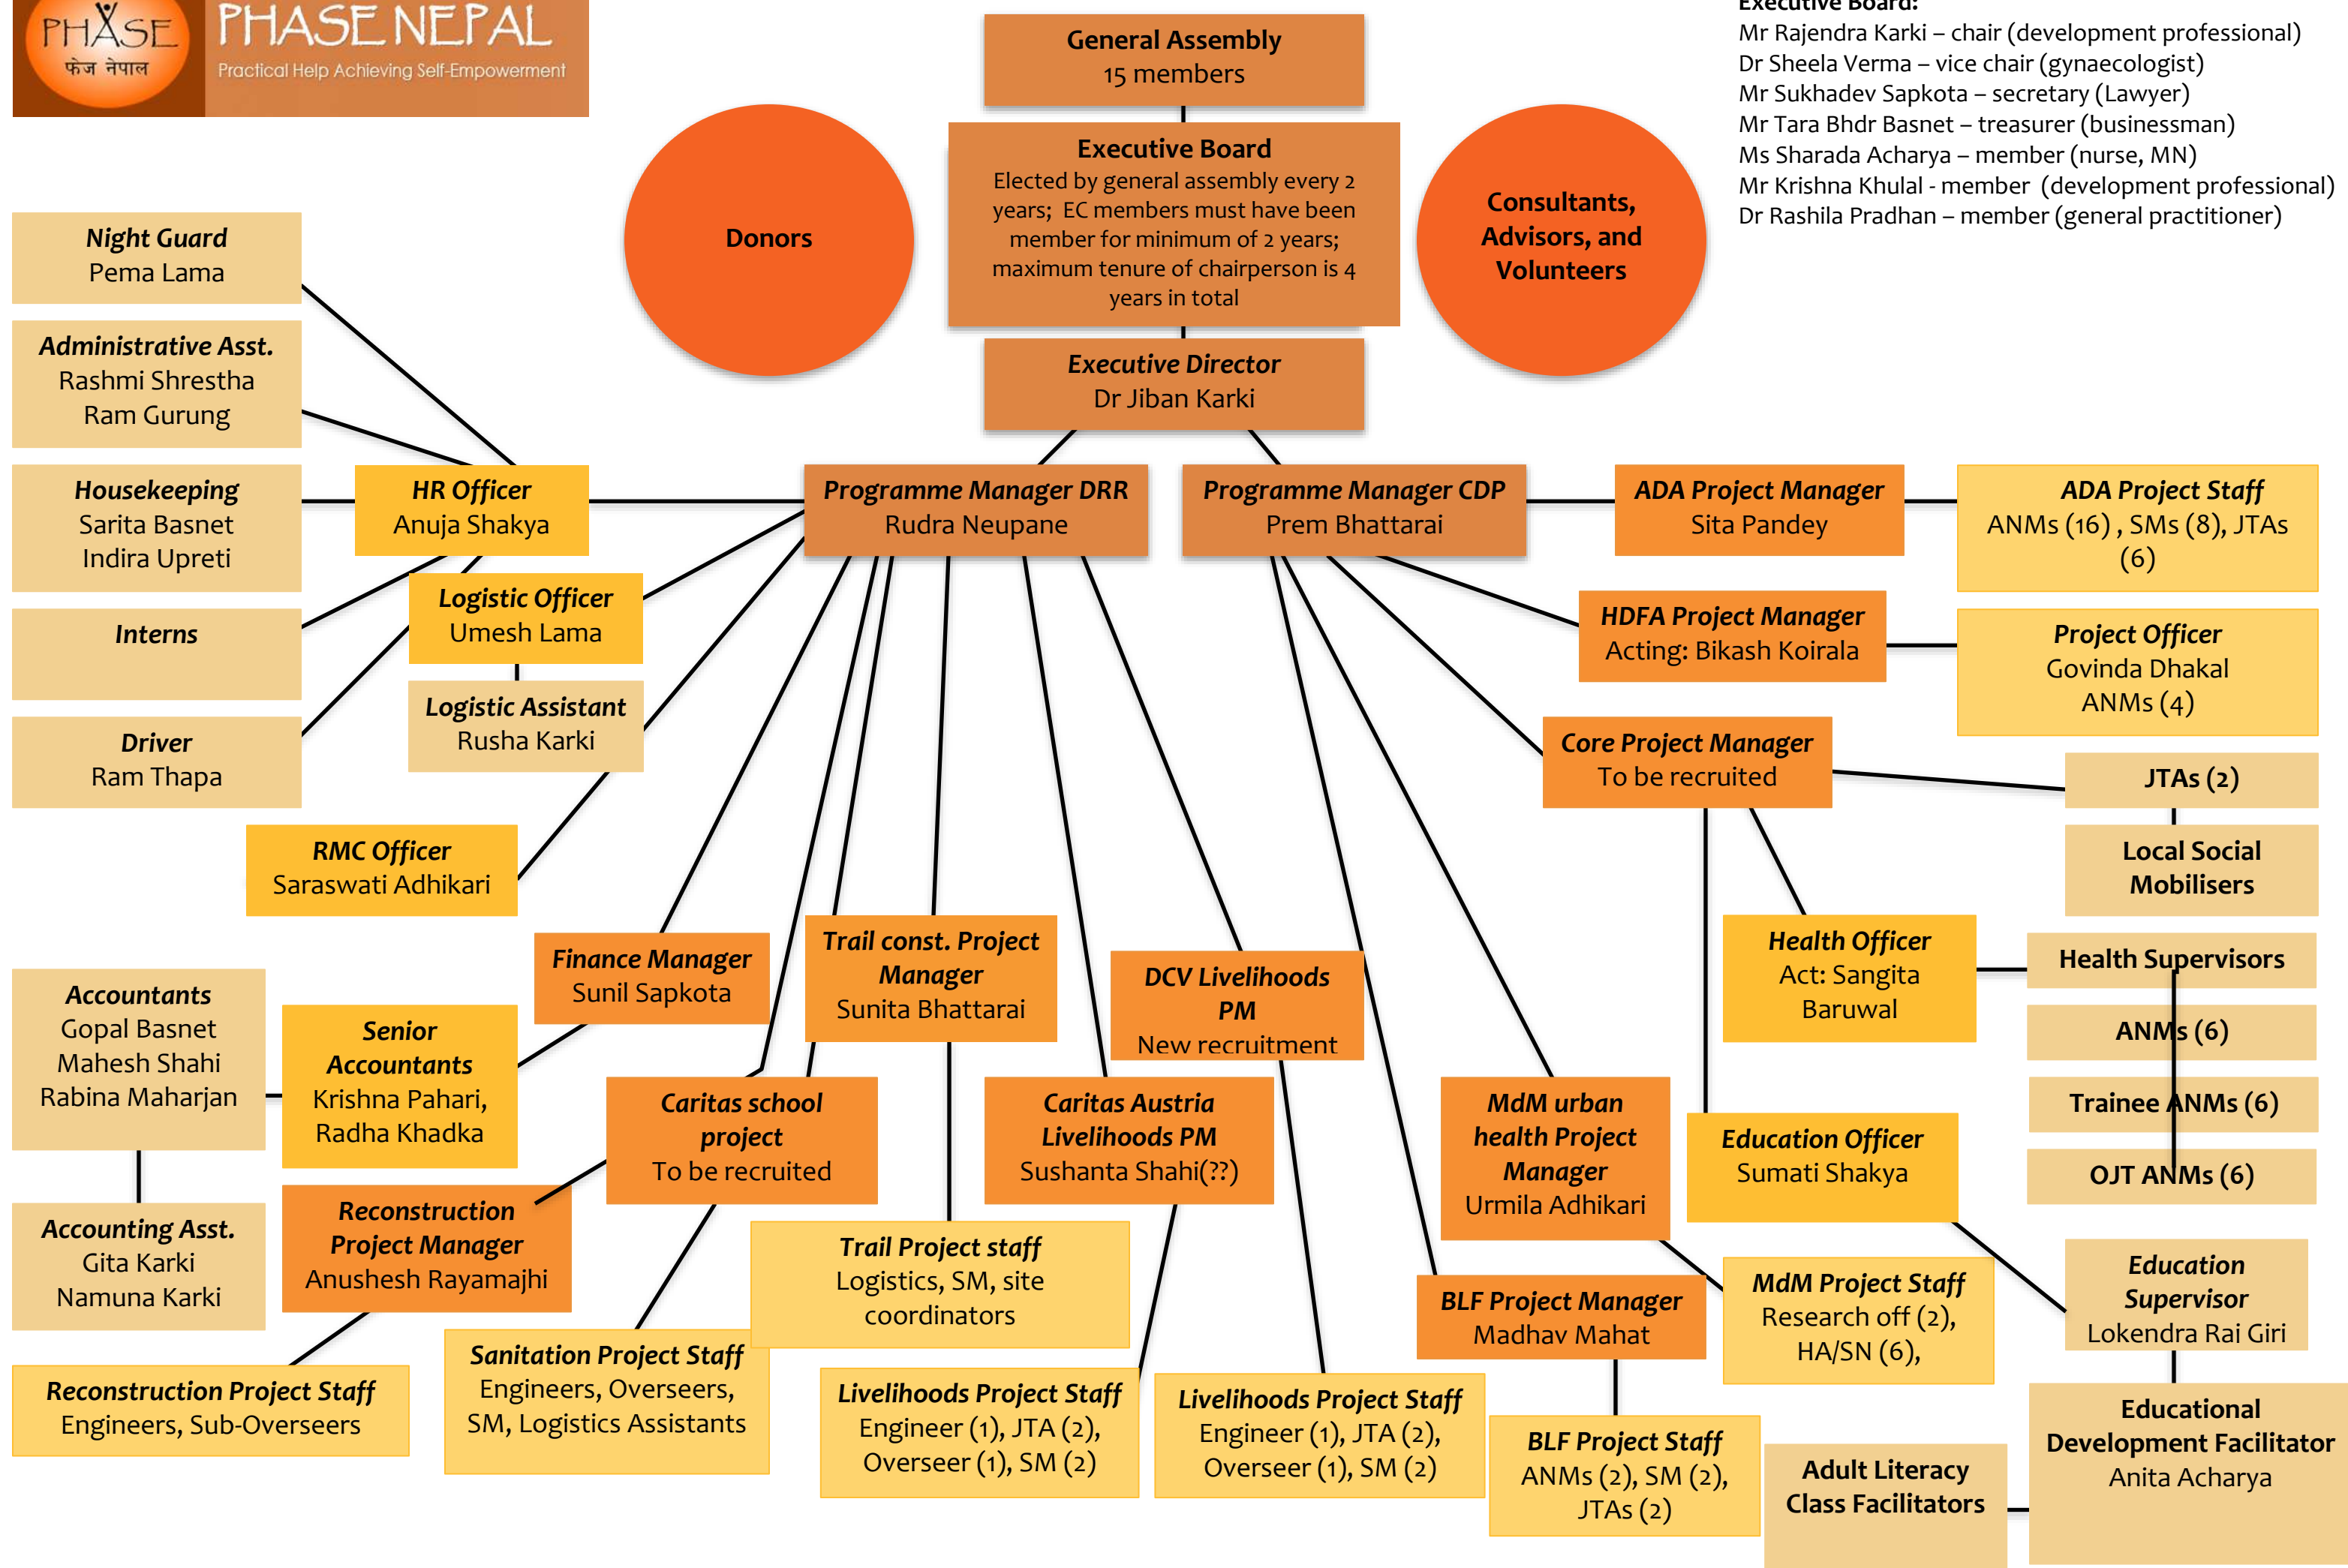 PHASE
फेज नेपाल
PHASE NEPAL
Practical Help Achieving Self-Empowerment
General Assembly
15 members
Executive Board
Elected by general assembly every 2
years;  EC members must have been
member for minimum of 2 years;
maximum tenure of chairperson is 4
years in total
Donors
Consultants,
Advisors, and
Volunteers
Executive Board:
Mr Rajendra Karki – chair (development professional)
Dr Sheela Verma – vice chair (gynaecologist)
Mr Sukhadev Sapkota – secretary (Lawyer)
Mr Tara Bhdr Basnet – treasurer (businessman)
Ms Sharada Acharya – member (nurse, MN)
Mr Krishna Khulal - member  (development professional)
Dr Rashila Pradhan – member (general practitioner)
Executive Director
Dr Jiban Karki
Night Guard
Pema Lama
Administrative Asst.
Rashmi Shrestha
Ram Gurung
Housekeeping
Sarita Basnet
Indira Upreti
Interns
Driver
Ram Thapa
HR Officer
Anuja Shakya
Logistic Officer
Umesh Lama
Logistic Assistant
Rusha Karki
RMC Officer
Saraswati Adhikari
Programme Manager DRR
Rudra Neupane
Programme Manager CDP
Prem Bhattarai
ADA Project Manager
Sita Pandey
ADA Project Staff
ANMs (16) , SMs (8), JTAs
(6)
HDFA Project Manager
Acting: Bikash Koirala
Project Officer
Govinda Dhakal
ANMs (4)
Core Project Manager
To be recruited
JTAs (2)
Local Social
Mobilisers
Health Officer
Act: Sangita
Baruwal
Health Supervisors
ANMs (6)
Trainee ANMs (6)
OJT ANMs (6)
Finance Manager
Sunil Sapkota
Trail const. Project
Manager
Sunita Bhattarai
DCV Livelihoods
PM
New recruitment
Accountants
Gopal Basnet
Mahesh Shahi
Rabina Maharjan
Senior
Accountants
Krishna Pahari,
Radha Khadka
Accounting Asst.
Gita Karki
Namuna Karki
Caritas school
project
To be recruited
Caritas Austria
Livelihoods PM
Sushanta Shahi(??)
MdM urban
health Project
Manager
Urmila Adhikari
Education Officer
Sumati Shakya
Reconstruction
Project Manager
Anushesh Rayamajhi
Trail Project staff
Logistics, SM, site
coordinators
BLF Project Manager
Madhav Mahat
MdM Project Staff
Research off (2),
HA/SN (6),
Education
Supervisor
Lokendra Rai Giri
Reconstruction Project Staff
Engineers, Sub-Overseers
Sanitation Project Staff
Engineers, Overseers,
SM, Logistics Assistants
Livelihoods Project Staff
Engineer (1), JTA (2),
Overseer (1), SM (2)
Livelihoods Project Staff
Engineer (1), JTA (2),
Overseer (1), SM (2)
BLF Project Staff
ANMs (2), SM (2),
JTAs (2)
Adult Literacy
Class Facilitators
Educational
Development Facilitator
Anita Acharya